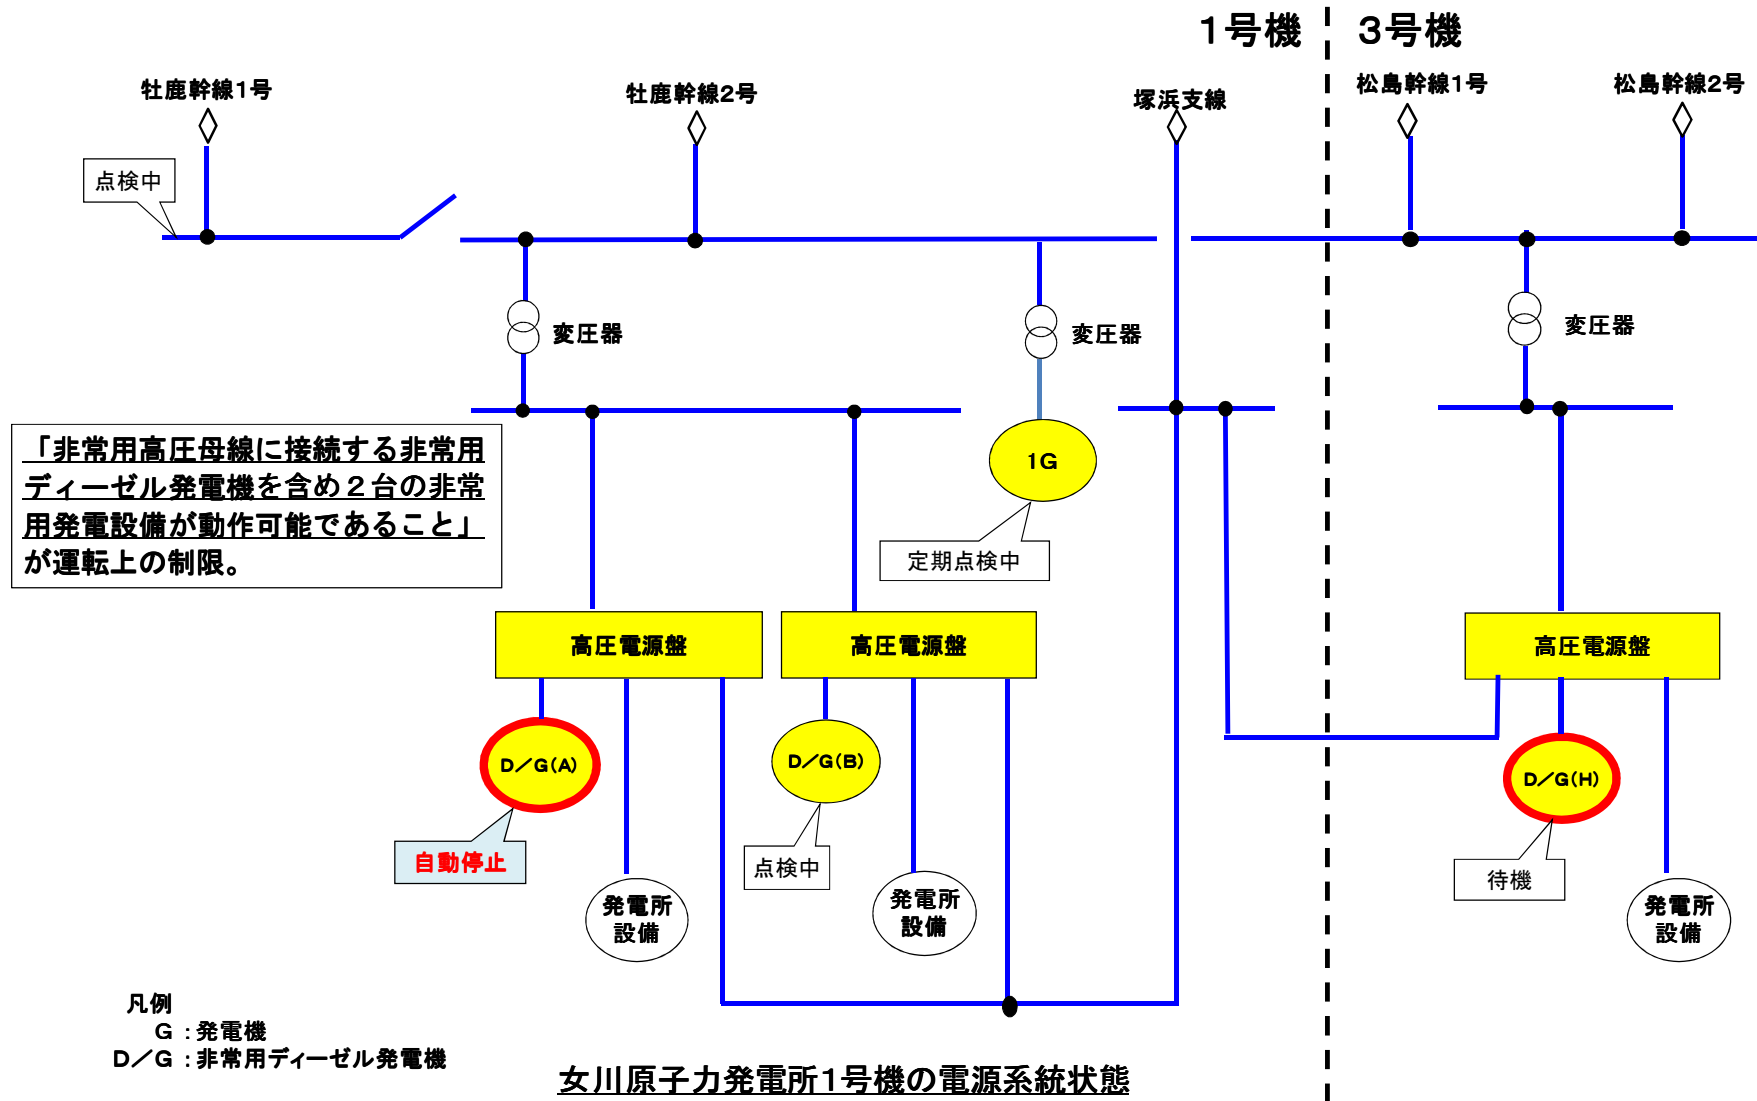 1号機
3号機
牡鹿幹線1号
牡鹿幹線2号
塚浜支線
松島幹線1号
松島幹線2号
点検中
変圧器
変圧器
変圧器
「非常用高圧母線に接続する非常用
ディーゼル発電機を含め２台の非常
用発電設備が動作可能であること」
が運転上の制限。
1G
定期点検中
高圧電源盤
高圧電源盤
高圧電源盤
D／G(A)
D／G(B)
D／G(H)
自動停止
点検中
待機
発電所
設備
発電所
設備
発電所
設備
凡例
G ：発電機
D／G ：非常用ディーゼル発電機
女川原子力発電所1号機の電源系統状態